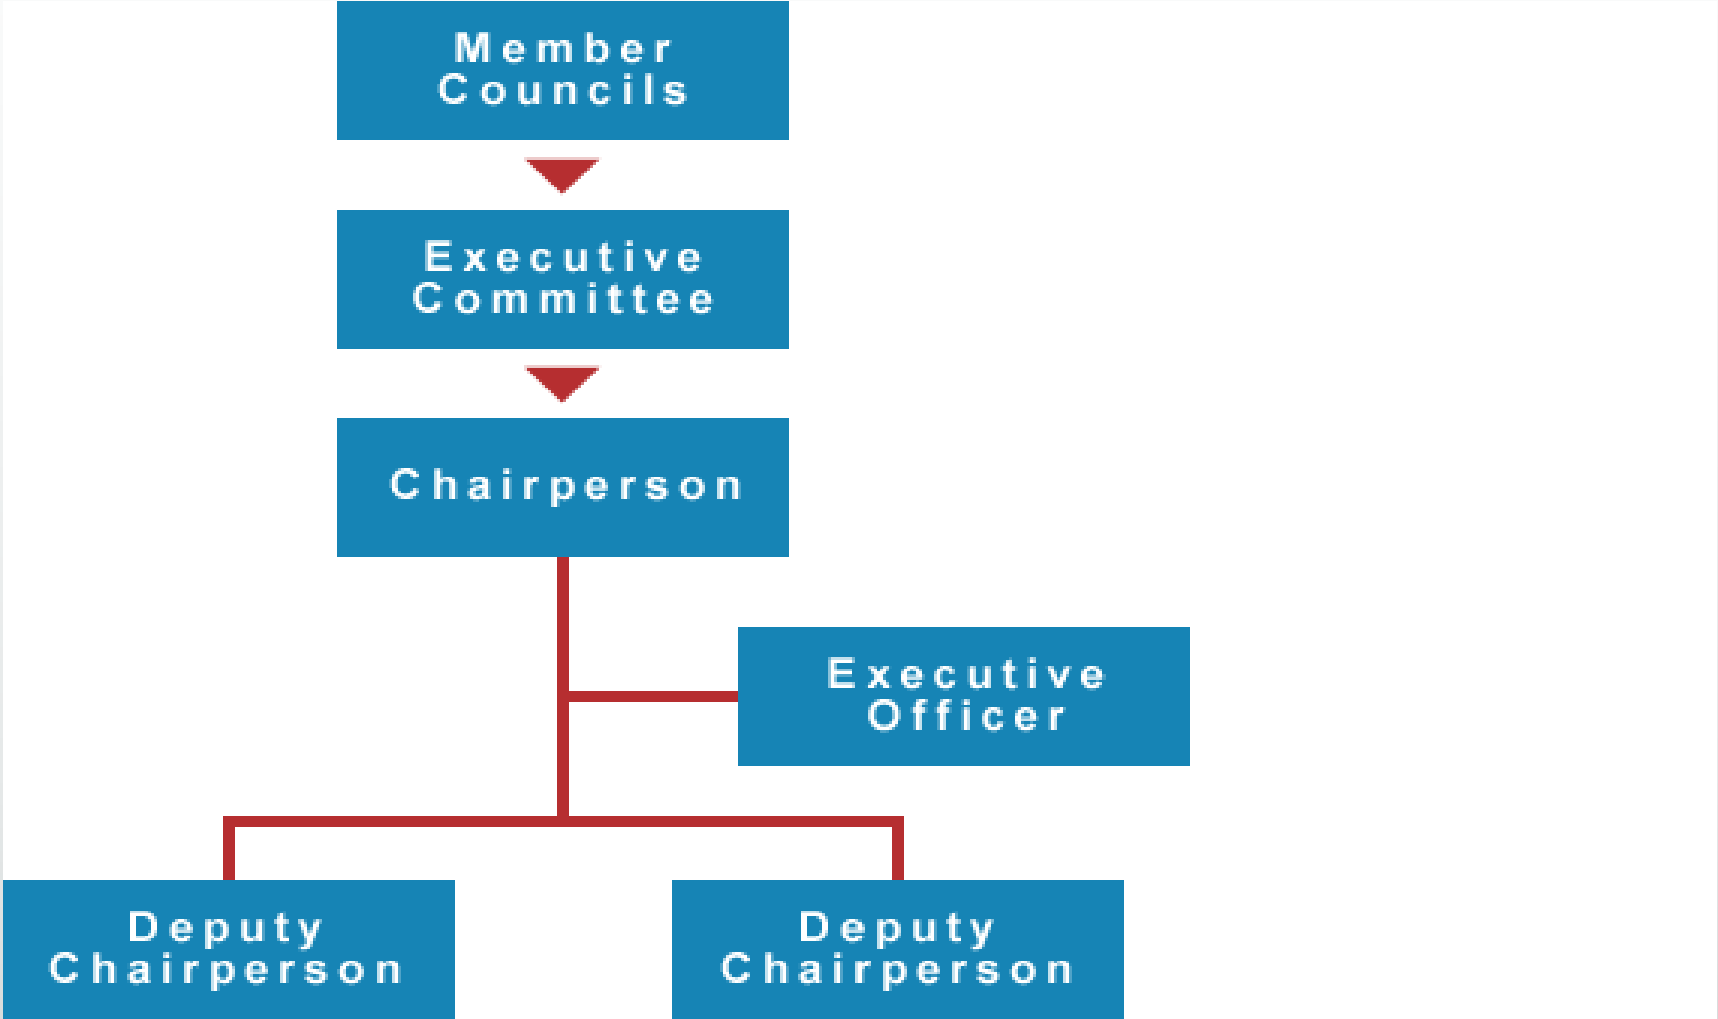 Member
Councils
Executive
Committee
Chairperson
Executive
Officer
Deputy
Chairperson
Deputy
Chairperson